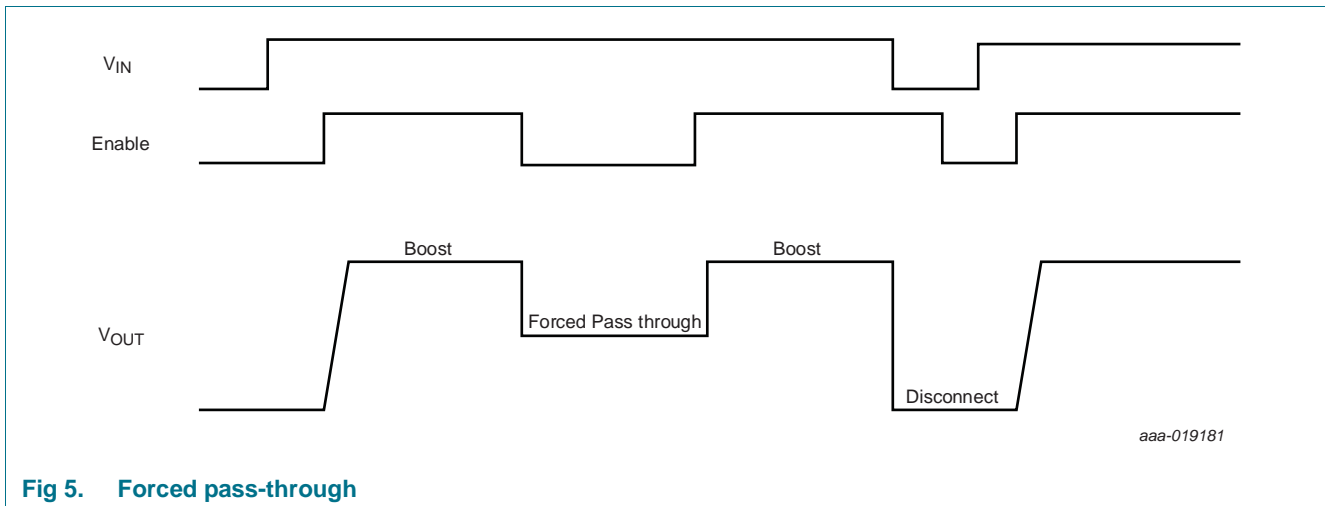 VIN
Enable
Boost
Boost
Forced Pass through
VOUT
Disconnect
aaa-019181
Fig 5. Forced pass-through